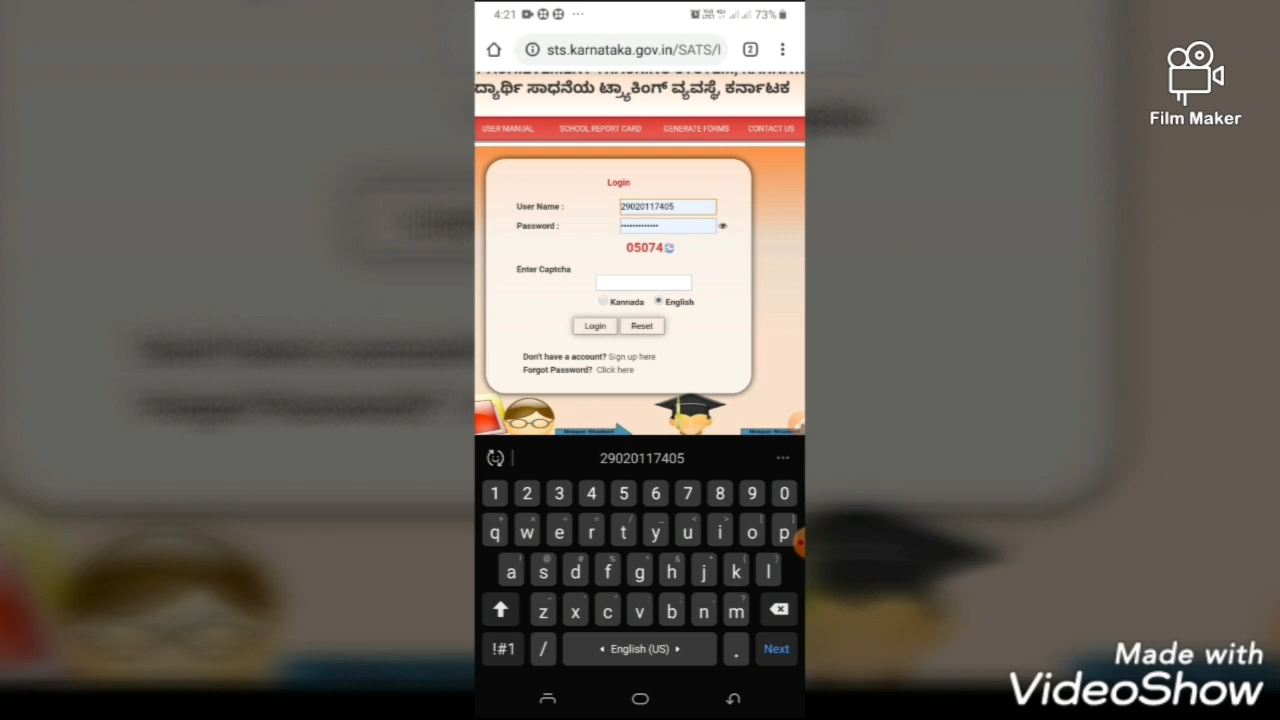 4:21 73%
Film Maker
2
sts.karnataka.gov.in/SATS/
ದ್ಯಾರ್ಥಿ ಸಾಧನೆಯ ಟ್ರ್ಯಾಕಿಂಗ್ ವ್ಯವಸ್ಥೆ, ಕರ್ನಾಟಕ
USER MANUAL SCHOOL REPORT CARD GENERATE FORMS CONTACT US
Login
User Name : 29020117405
Password : •••••••••••••
05074
Enter Captcha
Kannada English
Login Reset
Don't have a account? Sign up here
Forgot Password? Click here
29020117405
1 2 3 4 5 6 7 8 9 0
q w e r t y u i o p
a s d f g h j k l
z x c v b n m
!#1 / English (US) . Next
Made with
VideoShow